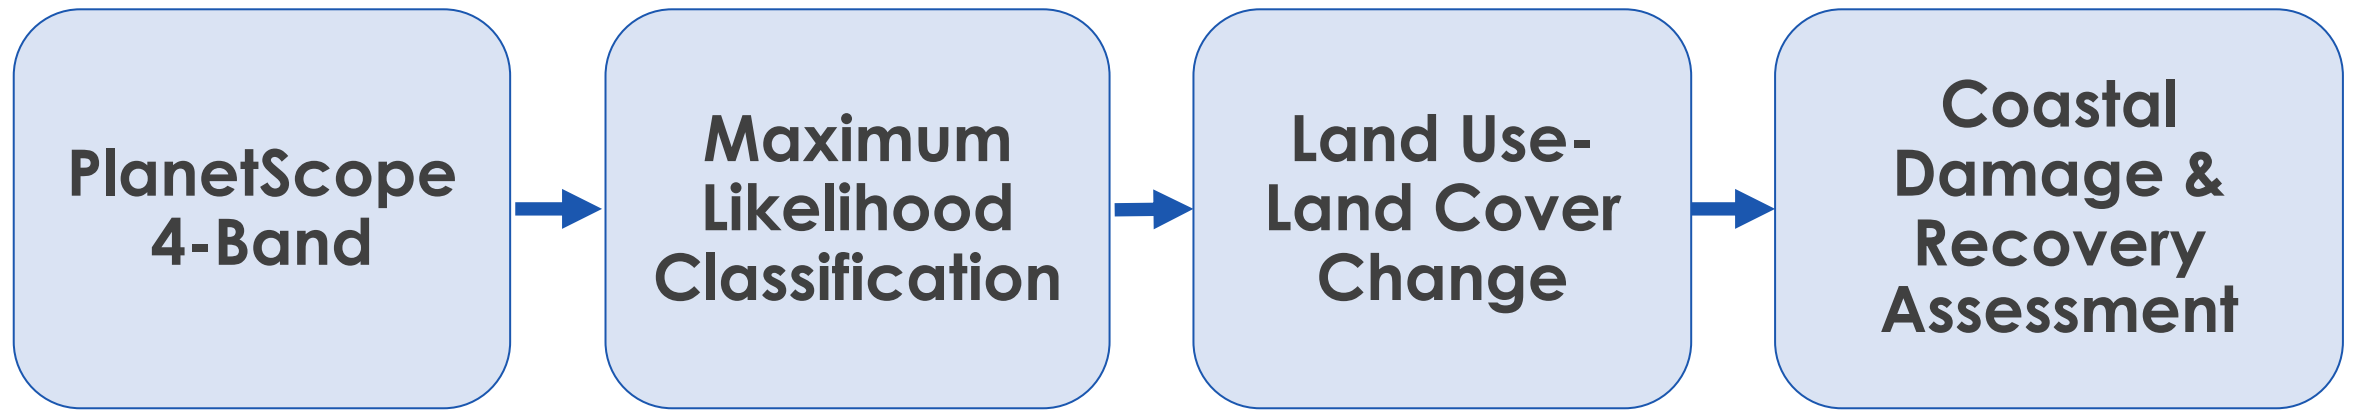 PlanetScope
4-Band
Maximum
Likelihood
Classification
Land Use-
Land Cover
Change
Coastal
Damage &
Recovery
Assessment